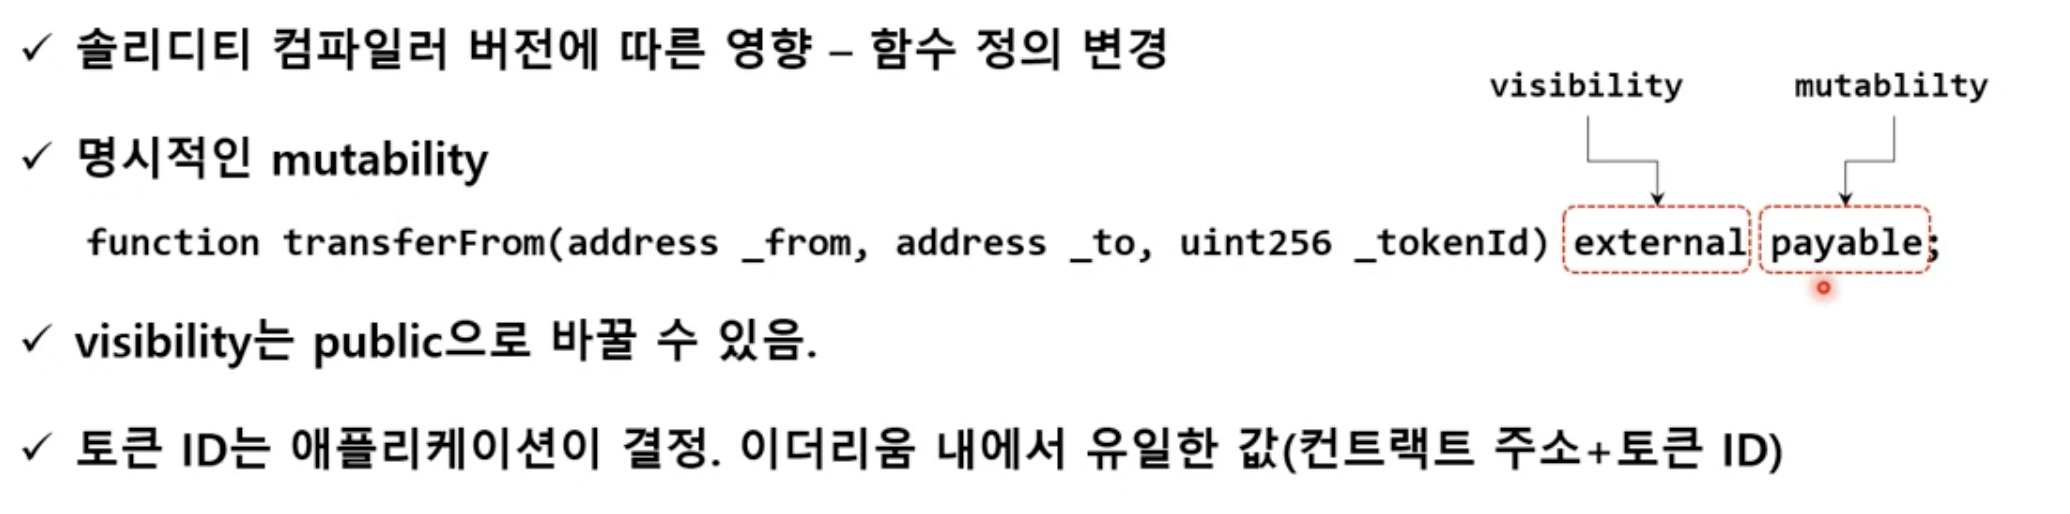 ✓ 솔리디티 컴파일러 버전에 따른 영향 – 함수 정의 변경
visibility mutablilty
✓ 명시적인 mutability
function transferFrom(address _from, address _to, uint256 _tokenId) external payable;
✓ visibility는 public으로 바꿀 수 있음.
✓ 토큰 ID는 애플리케이션이 결정. 이더리움 내에서 유일한 값(컨트랙트 주소+토큰 ID)